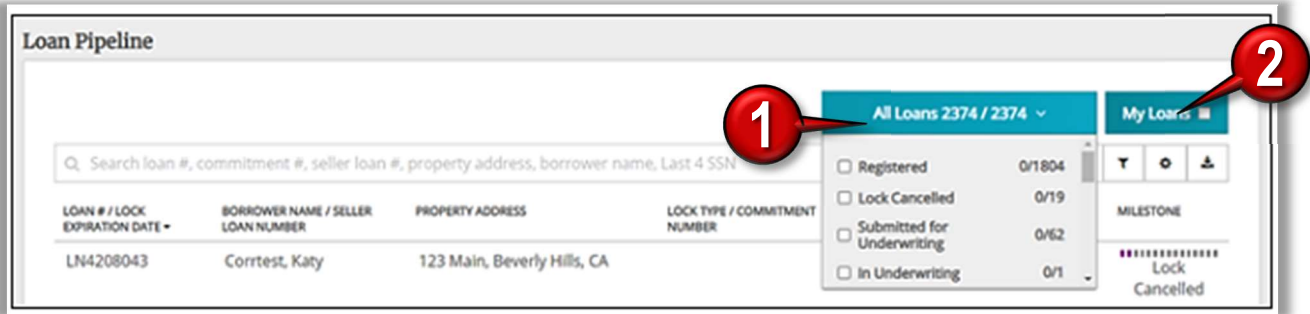 Loan Pipeline
2
1
All Loans 2374 / 2374
My Loans
Search loan #, commitment #, seller loan #, property address, borrower name, Last 4 SSN
Registered 0/1804
Lock Cancelled 0/19
Submitted for
Underwriting 0/62
In Underwriting 0/1
LOAN # / LOCK
EXPIRATION DATE
BORROWER NAME / SELLER
LOAN NUMBER
PROPERTY ADDRESS
LOCK TYPE / COMMITMENT
NUMBER
MILESTONE
LN4208043
Corrtest, Katy
123 Main, Beverly Hills, CA
Lock
Cancelled